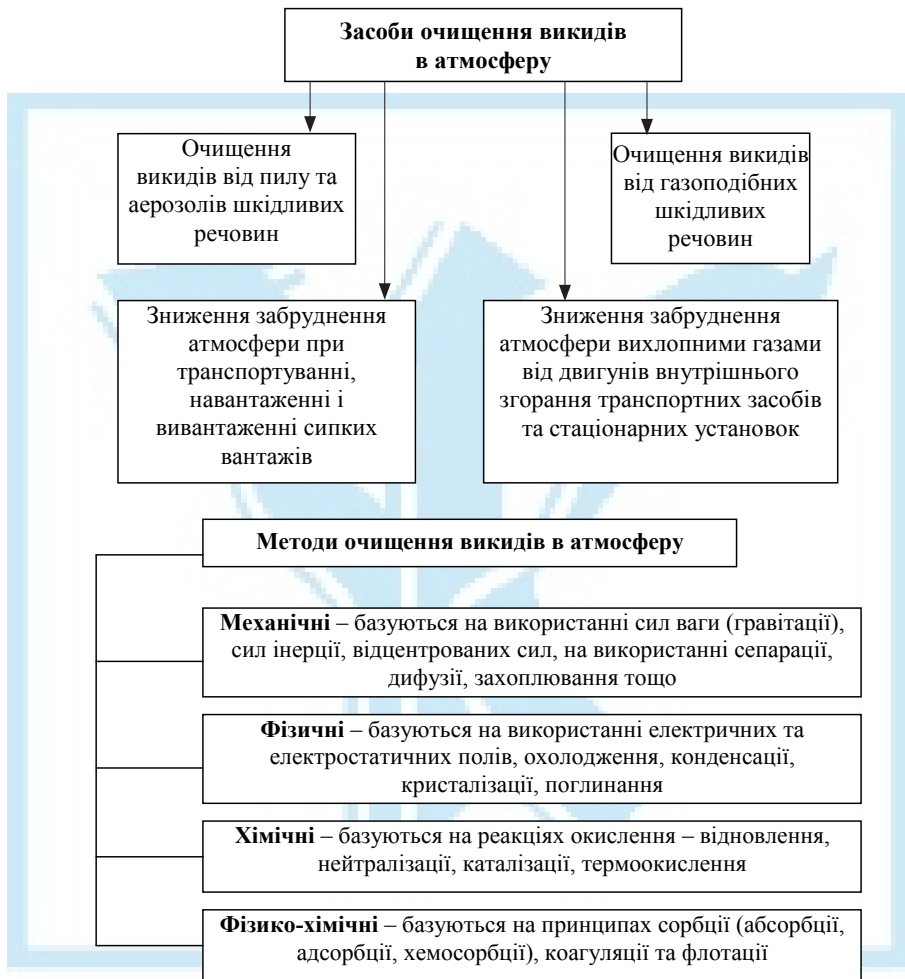 Засоби очищення викидів
в атмосферу
Очищення
викидів від пилу та
аерозолів шкідливих
речовин
Очищення викидів
від газоподібних
шкідливих
речовин
Зниження забруднення
атмосфери при
транспортуванні,
навантаженні і
вивантаженні сипких
вантажів
Зниження забруднення
атмосфери вихлопними газами
від двигунів внутрішнього
згорання транспортних засобів
та стаціонарних установок
Методи очищення викидів в атмосферу
Механічні – базуються на використанні сил ваги (гравітації),
сил інерції, відцентрованих сил, на використанні сепарації,
дифузії, захоплювання тощо
Фізичні – базуються на використанні електричних та
електростатичних полів, охолодження, конденсації,
кристалізації, поглинання
Хімічні – базуються на реакціях окислення – відновлення,
нейтралізації, каталізації, термоокислення
Фізико-хімічні – базуються на принципах сорбції (абсорбції,
адсорбції, хемосорбції), коагуляції та флотації